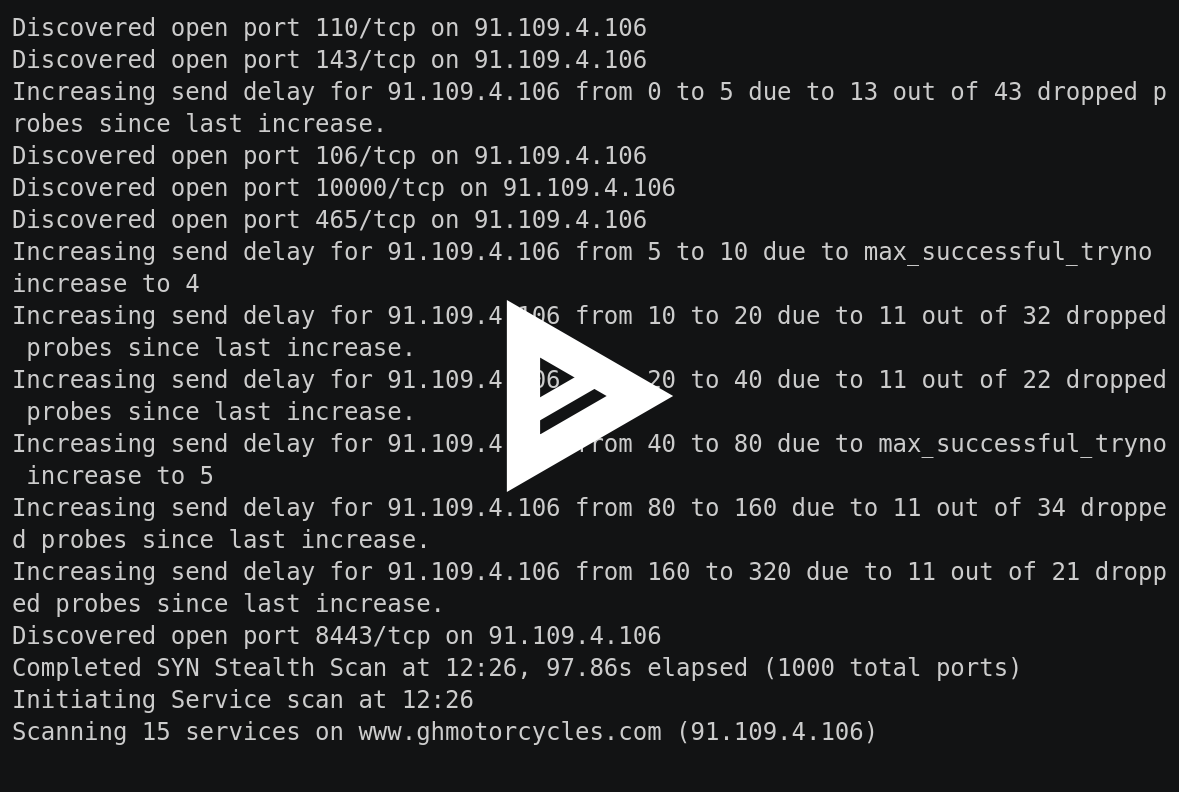 Discovered open port 110/tcp on 91.109.4.106
Discovered open port 143/tcp on 91.109.4.106
Increasing send delay for 91.109.4.106 from 0 to 5 due to 13 out of 43 dropped p
robes since last increase.
Discovered open port 106/tcp on 91.109.4.106
Discovered open port 10000/tcp on 91.109.4.106
Discovered open port 465/tcp on 91.109.4.106
Increasing send delay for 91.109.4.106 from 5 to 10 due to max_successful_tryno
increase to 4
Increasing send delay for 91.109.4 06 from 10 to 20 due to 11 out of 32 dropped
probes since last increase.
Increasing send delay for 91.109.4 06 20 to 40 due to 11 out of 22 dropped
probes since last increase.
Increasing send delay for 91.109.4 from 40 to 80 due to max_successful_tryno
increase to 5
Increasing send delay for 91.109.4.106 from 80 to 160 due to 11 out of 34 droppe
d probes since last increase.
Increasing send delay for 91.109.4.106 from 160 to 320 due to 11 out of 21 dropp
ed probes since last increase.
Discovered open port 8443/tcp on 91.109.4.106
Completed SYN Stealth Scan at 12:26, 97.86s elapsed (1000 total ports)
Initiating Service scan at 12:26
Scanning 15 services on www.ghmotorcycles.com (91.109.4.106)